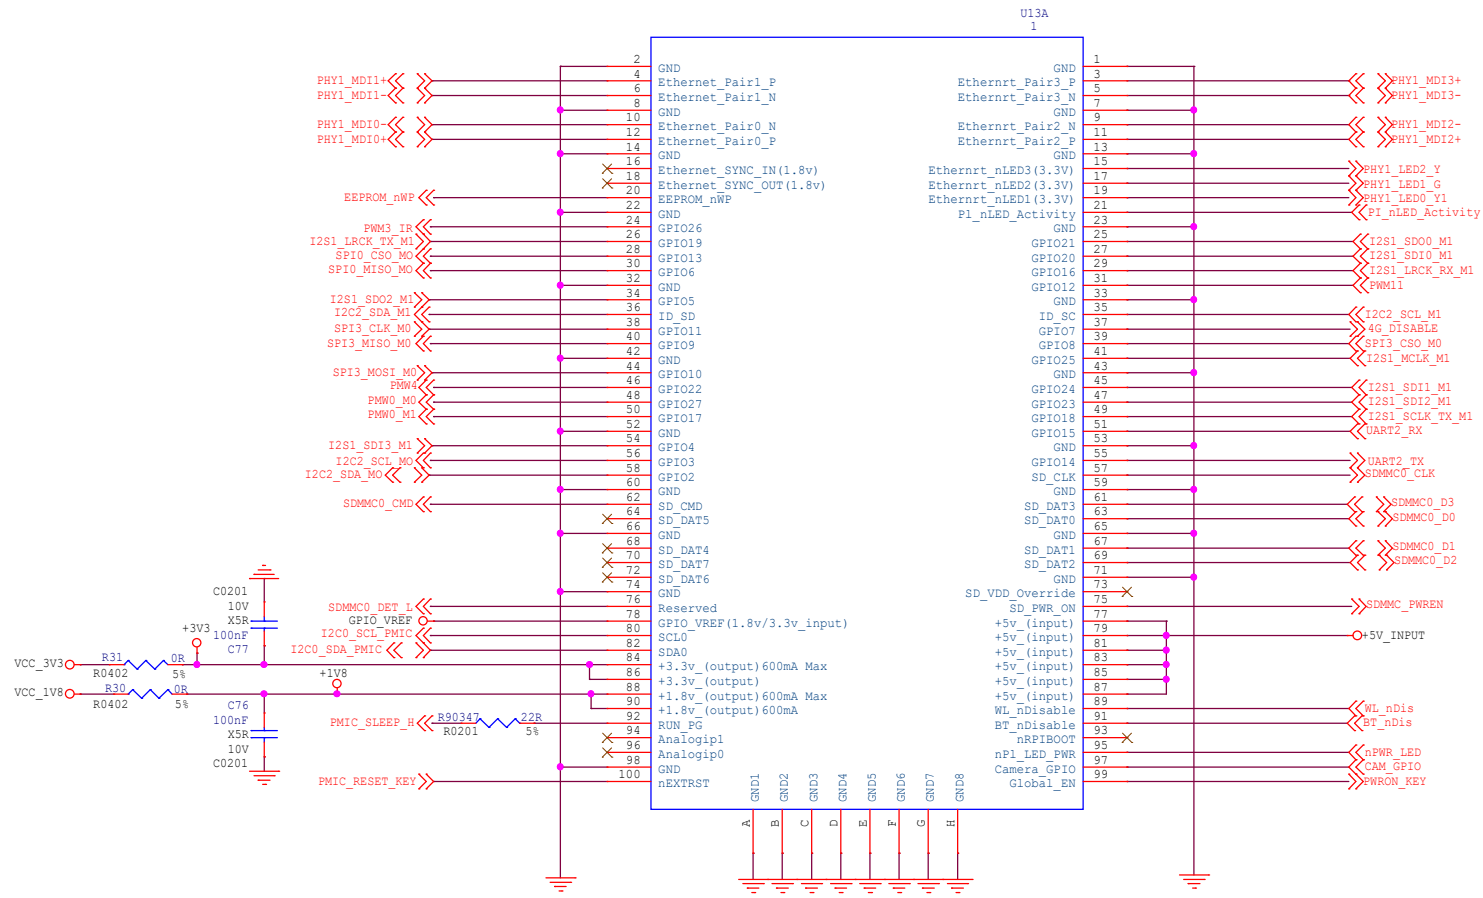 U13A
1
2 GND GND 1
PHY1_MDI1+ 4 Ethernet_Pair1_P Ethernrt_Pair3_P 3 PHY1_MDI3+
PHY1_MDI1- 6 Ethernet_Pair1_N Ethernrt_Pair3_N 5 PHY1_MDI3-
8 GND GND 7
PHY1_MDI0- 10 Ethernet_Pair0_N Ethernrt_Pair2_N 9 PHY1_MDI2-
PHY1_MDI0+ 12 Ethernet_Pair0_P Ethernrt_Pair2_P 11 PHY1_MDI2+
14 GND GND 13
16 Ethernet_SYNC_IN(1.8v) Ethernrt_nLED3(3.3V) 15 PHY1_LED2_Y
18 Ethernet_SYNC_OUT(1.8v) Ethernrt_nLED2(3.3V) 17 PHY1_LED1_G
EEPROM_nWP 20 EEPROM_nWP Ethernrt_nLED1(3.3V) 19 PHY1_LED0_Y1
22 GND P1_nLED_Activity 21 PI_nLED_Activity
PWM3_IR 24 GPIO26 GND 23
I2S1_LRCK_TX_M1 26 GPIO19 GPIO21 25 I2S1_SDO0_M1
SPI0_CSO_MO 28 GPIO13 GPIO20 27 I2S1_SDI0_M1
SPI0_MISO_MO 30 GPIO6 GPIO16 29 I2S1_LRCK_RX_M1
32 GND GPIO12 31 PWM11
I2S1_SDO2_M1 34 GPIO5 GND 33
I2C2_SDA_M1 36 ID_SD ID_SC 35 I2C2_SCL_M1
SPI3_CLK_M0 38 GPIO11 GPIO7 37 4G_DISABLE
SPI3_MISO_M0 40 GPIO9 GPIO8 39 SPI3_CSO_M0
42 GND GPIO25 41 I2S1_MCLK_M1
SPI3_MOSI_M0 44 GPIO10 GND 43
PMW4 46 GPIO22 GPIO24 45 I2S1_SDI1_M1
PMW0_M0 48 GPIO27 GPIO23 47 I2S1_SDI2_M1
PMW0_M1 50 GPIO17 GPIO18 49 I2S1_SCLK_TX_M1
52 GND GPIO15 51 UART2_RX
I2S1_SDI3_M1 54 GPIO4 GND 53
I2C2_SCL_MO 56 GPIO3 GPIO14 55 UART2_TX
I2C2_SDA_MO 58 GPIO2 SD_CLK 57 SDMMC0_CLK
60 GND GND 59
SDMMC0_CMD 62 SD_CMD SD_DAT3 61 SDMMC0_D3
64 SD_DAT5 SD_DAT0 63 SDMMC0_D0
66 GND GND 65
68 SD_DAT4 SD_DAT1 67 SDMMC0_D1
70 SD_DAT7 SD_DAT2 69 SDMMC0_D2
72 SD_DAT6 GND 71
74 GND SD_VDD_Override 73
SDMMC0_DET_L 76 Reserved SD_PWR_ON 75 SDMMC_PWREN
GPIO_VREF 78 GPIO_VREF(1.8v/3.3v_input) +5v_(input) 77
I2C0_SCL_PMIC 80 SCL0 +5v_(input) 79 +5V_INPUT
I2C0_SDA_PMIC 82 SDA0 +5v_(input) 81
84 +3.3v_(output)600mA Max +5v_(input) 83
86 +3.3v_(output) +5v_(input) 85
88 +1.8v_(output)600mA Max +5v_(input) 87
90 +1.8v_(output)600mA WL_nDisable 89 WL_nDis
PMIC_SLEEP_H R90347 22R 92 RUN_PG BT_nDisable 91 BT_nDis
R0201 5%
94 Analogip1 nRPIBOOT 93
96 Analogip0 nP1_LED_PWR 95 nPWR_LED
98 GND Camera_GPIO 97 CAM_GPIO
PMIC_RESET_KEY 100 nEXTRST Global_EN 99 PWRON_KEY
C0201
10V
X5R
100nF
C77
+3V3
VCC_3V3 R31 0R
R0402 5%
+1V8
VCC_1V8 R30 0R
R0402 5%
C76
100nF
X5R
10V
C0201
GND1 GND2 GND3 GND4 GND5 GND6 GND7 GND8
A B C D E F G H